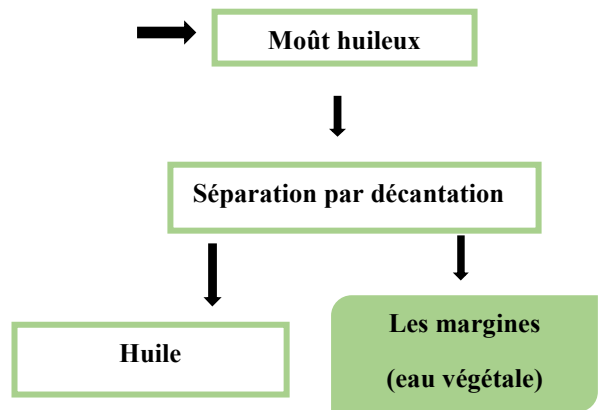 Moût huileux
Séparation par décantation
Huile
Les margines
(eau végétale)